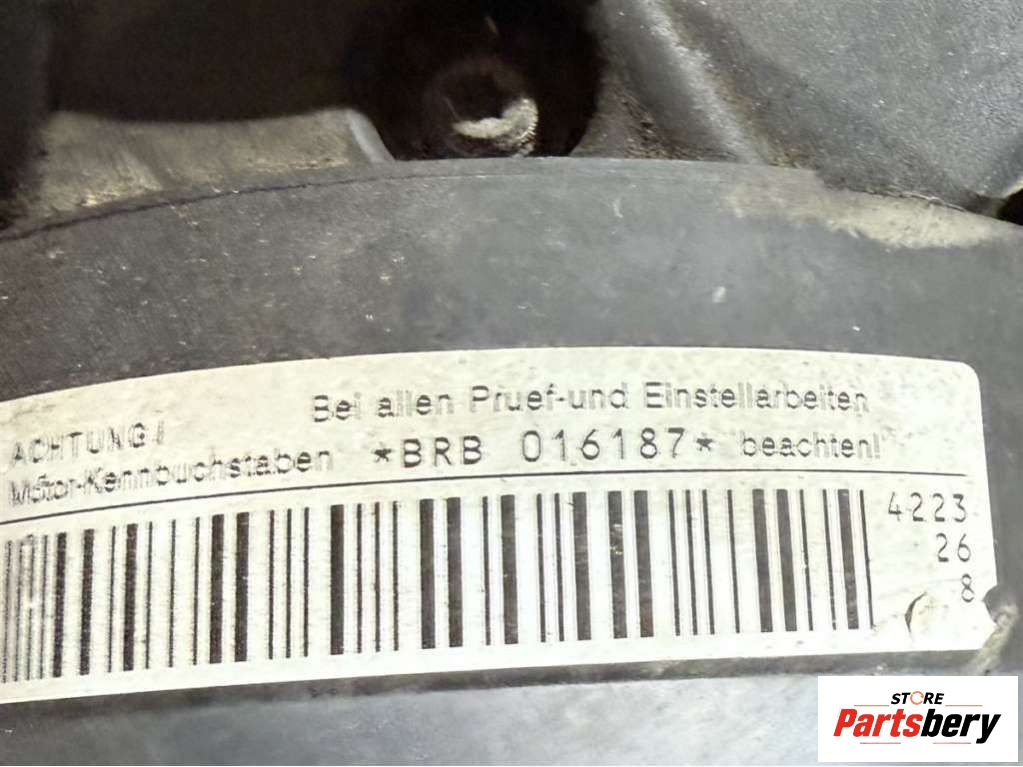 ACHTUNG! Bei allen Pruef-und Einstellarbeiten
Motor-Kennbuchstaben *BRB 016187* beachten!
4223
26
8
STORE
Partsbery